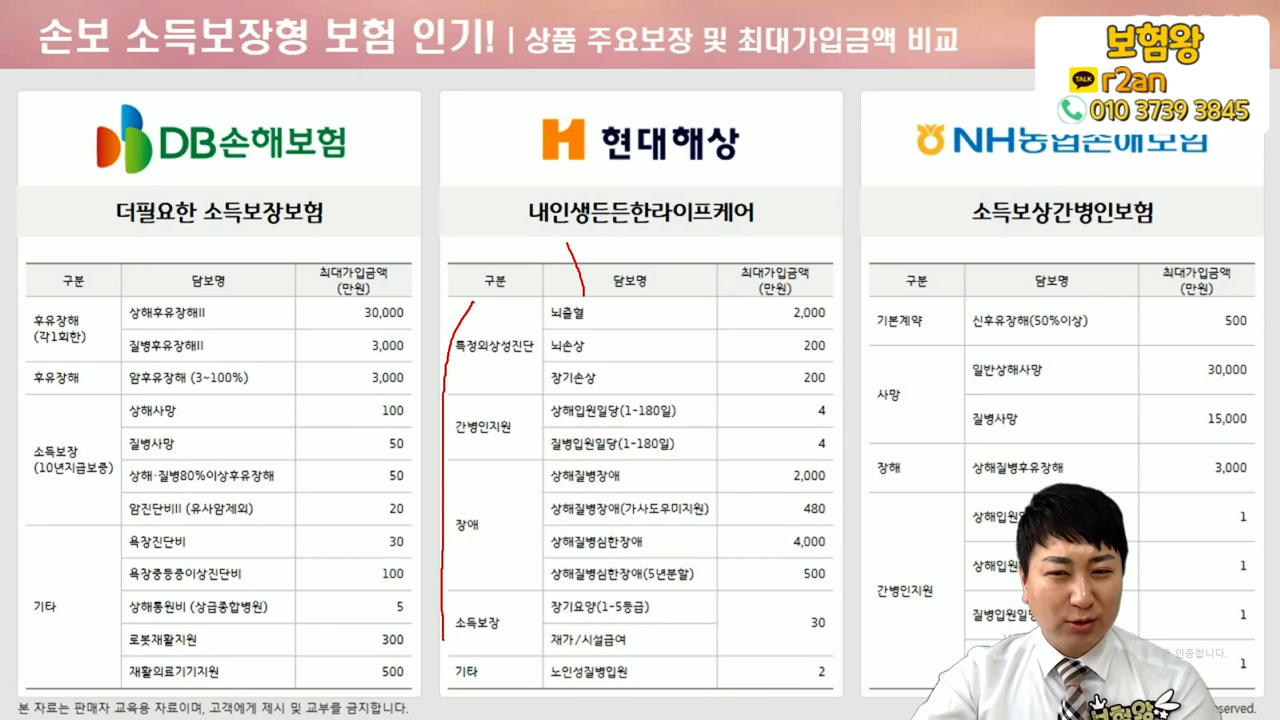 손보 소득보장형 보험 인기! | 상품 주요보장 및 최대가입금액 비교
보험왕
TALK r2an
010 3739 3845
DB손해보험
더필요한 소득보장보험
구분 담보명 최대가입금액
(만원)
후유장해
(각1회한)
상해후유장해II 30,000
질병후유장해II 3,000
후유장해 암후유장해 (3~100%) 3,000
소득보장
(10년지급보증)
상해사망 100
질병사망 50
상해·질병80%이상후유장해 50
암진단비II (유사암제외) 20
기타
욕창진단비 30
욕창중등증이상진단비 100
상해통원비 (상급종합병원) 5
로봇재활지원 300
재활의료기기지원 500
현대해상
내인생든든한라이프케어
구분 담보명 최대가입금액
(만원)
특정외상성진단
뇌출혈 2,000
뇌손상 200
장기손상 200
간병인지원
상해입원일당(1-180일) 4
질병입원일당(1-180일) 4
장애
상해질병장애 2,000
상해질병장애(가사도우미지원) 480
상해질병심한장애 4,000
상해질병심한장애(5년분할) 500
소득보장
장기요양(1-5등급)
재가/시설급여
30
기타 노인성질병입원 2
NH농협손해보험
소득보상간병인보험
구분 담보명 최대가입금액
(만원)
기본계약 신후유장해(50%이상) 500
사망
일반상해사망 30,000
질병사망 15,000
장해 상해질병후유장해 3,000
간병인지원
상해입원 1
상해입원 1
질병입원일 1
1
인증합니다.
본 자료는 판매자 교육용 자료이며, 고객에게 제시 및 교부를 금지합니다.
served.
보험왕